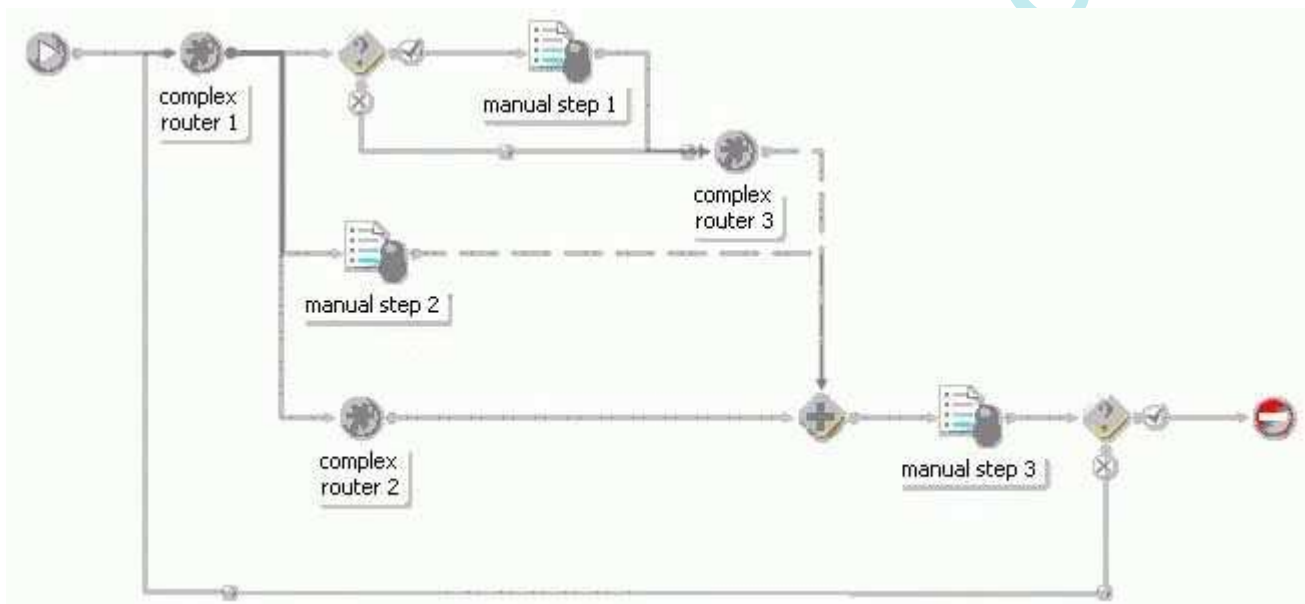 complex
router 1
manual step 1
complex
router 3
manual step 2
complex
router 2
manual step 3